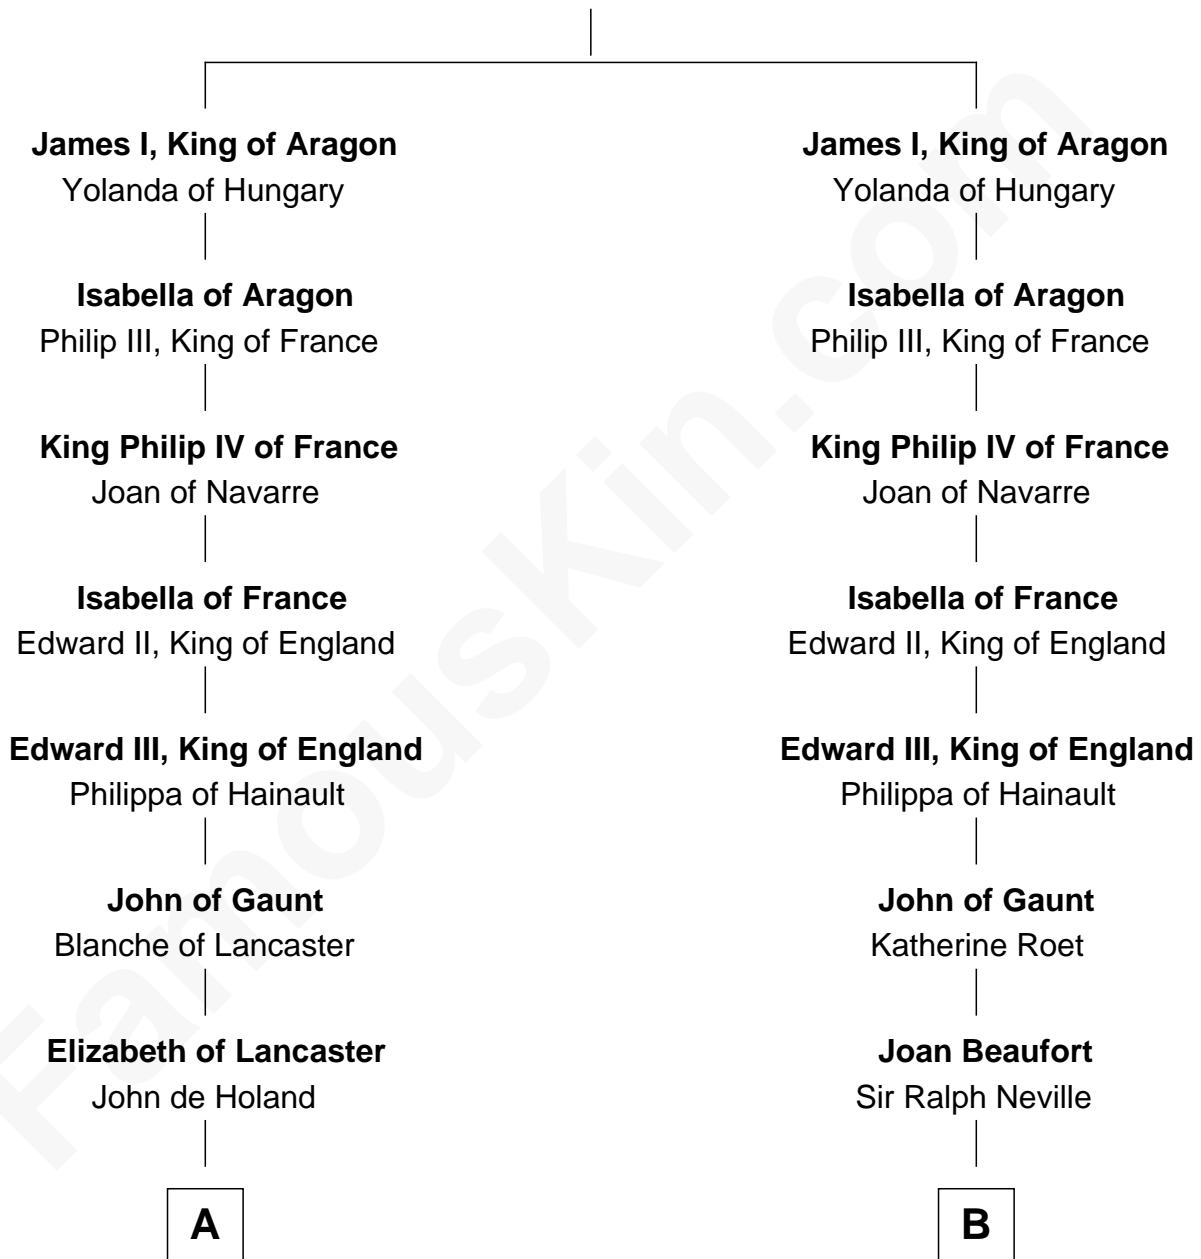 James I, King of Aragon
Yolanda of Hungary
Isabella of Aragon
Philip III, King of France
King Philip IV of France
Joan of Navarre
Isabella of France
Edward II, King of England
Edward III, King of England
Philippa of Hainault
John of Gaunt
Blanche of Lancaster
Elizabeth of Lancaster
John de Holand
A
James I, King of Aragon
Yolanda of Hungary
Isabella of Aragon
Philip III, King of France
King Philip IV of France
Joan of Navarre
Isabella of France
Edward II, King of England
Edward III, King of England
Philippa of Hainault
John of Gaunt
Katherine Roet
Joan Beaufort
Sir Ralph Neville
B
FamousKin.com